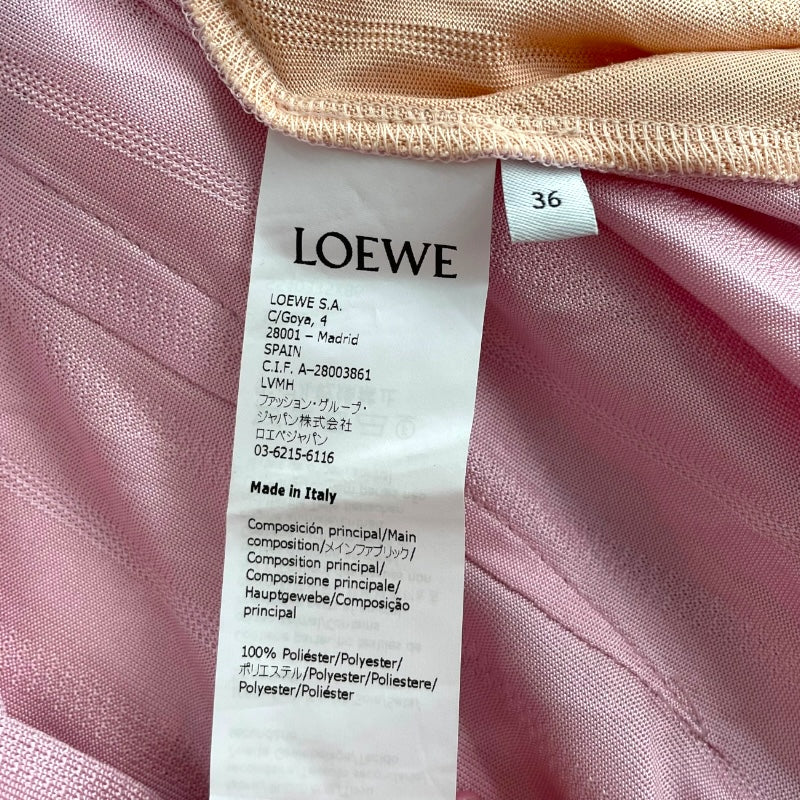 36
LOEWE
LOEWE S.A.
C/Goya, 4
28001 – Madrid
SPAIN
C.I.F. A–28003861
LVMH
ファッション・グループ・
ジャパン株式会社
ロエベジャパン
03-6215-6116
Made in Italy
Composición principal/Main
composition/メインファブリック/
Composition principal/
Composizione principale/
Hauptgewebe/Composição
principal
100% Poliéster/Polyester/
ポリエステル/Polyester/Poliestere/
Polyester/Poliéster